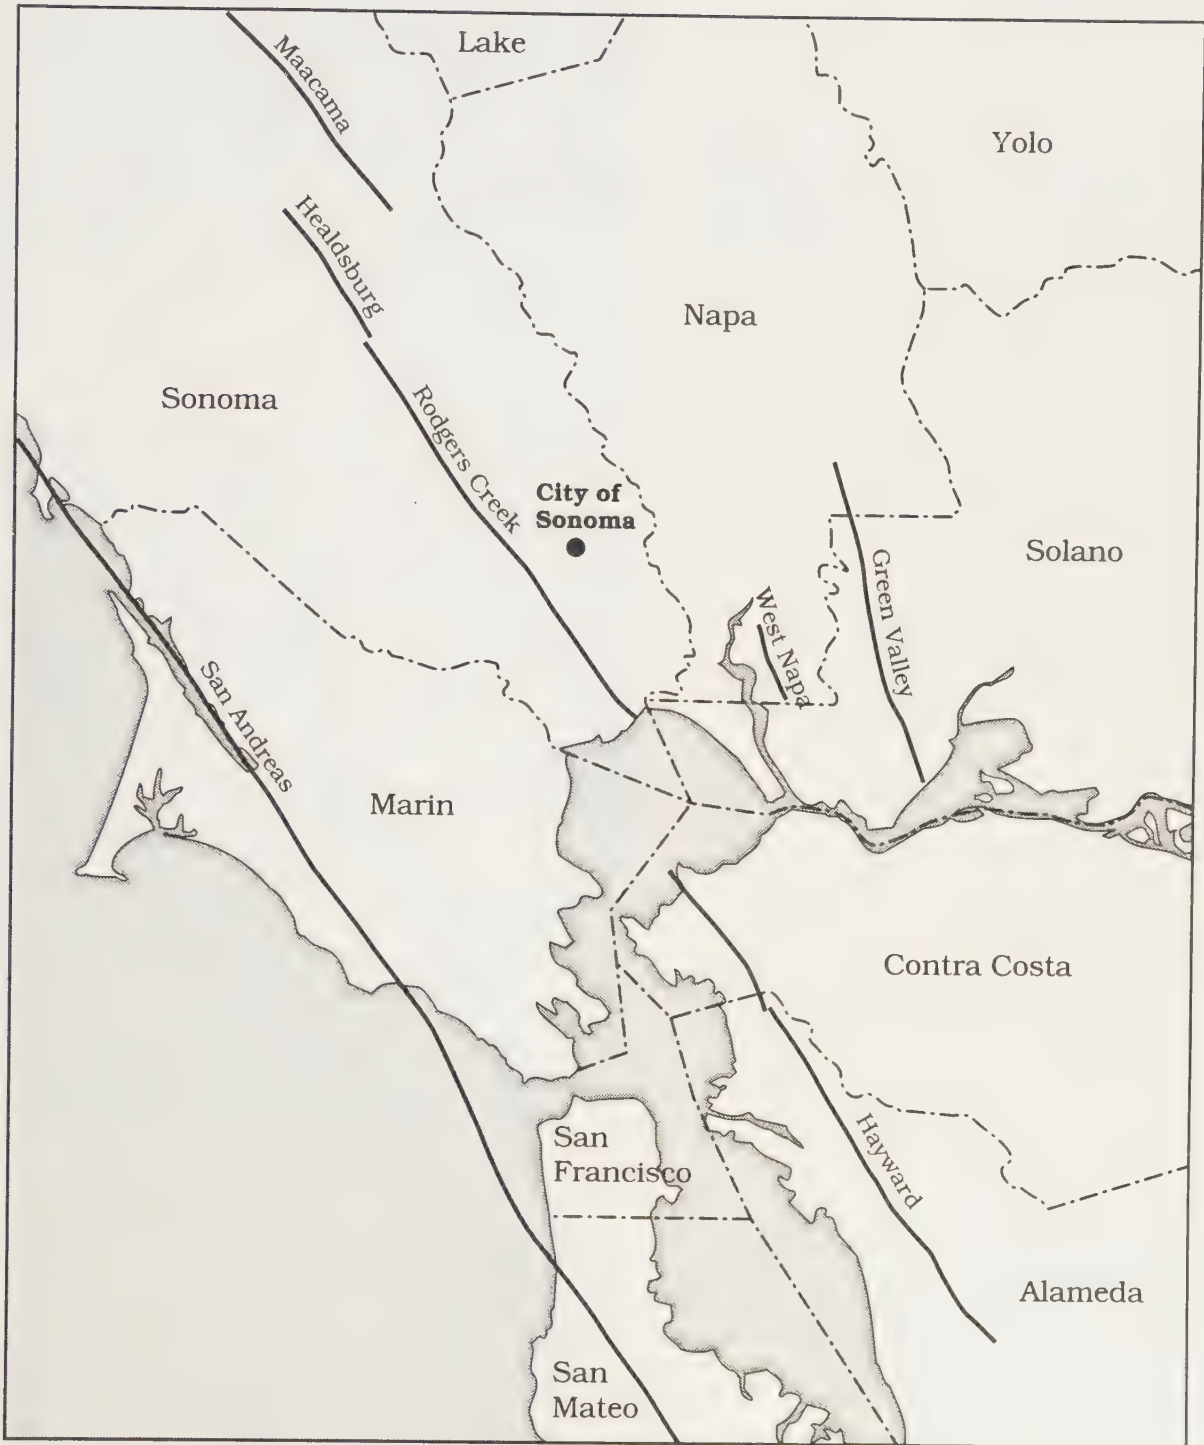 Lake
Maacama
Yolo
Healdsburg
Napa
Sonoma
Rodgers Creek
City of
Sonoma
Solano
Green Valley
West Napa
San Andreas
Marin
Contra Costa
Hayward
San
Francisco
Alameda
San
Mateo